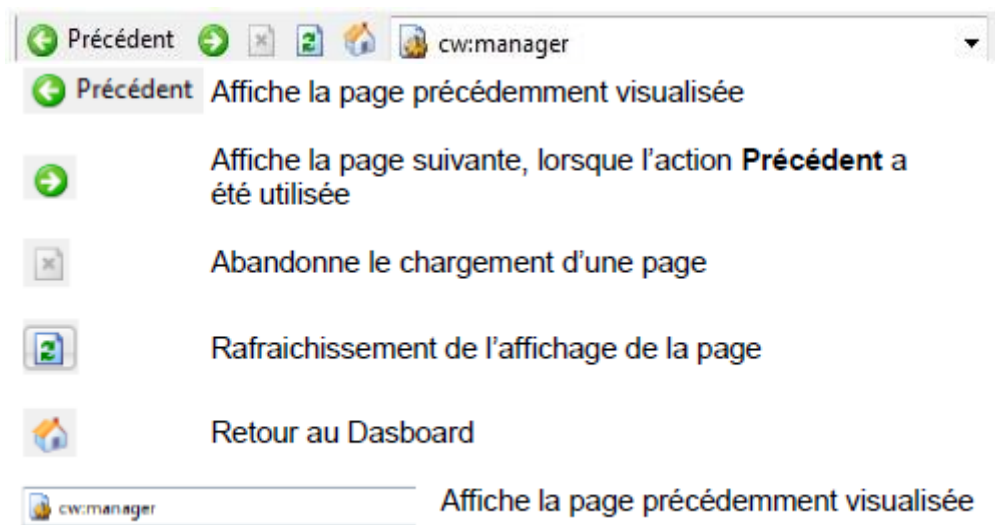 Précédent cw:manager
Précédent Affiche la page précédemment visualisée
Affiche la page suivante, lorsque l'action Précédent a
été utilisée
Abandonne le chargement d'une page
Rafraichissement de l'affichage de la page
Retour au Dasboard
cw:manager Affiche la page précédemment visualisée